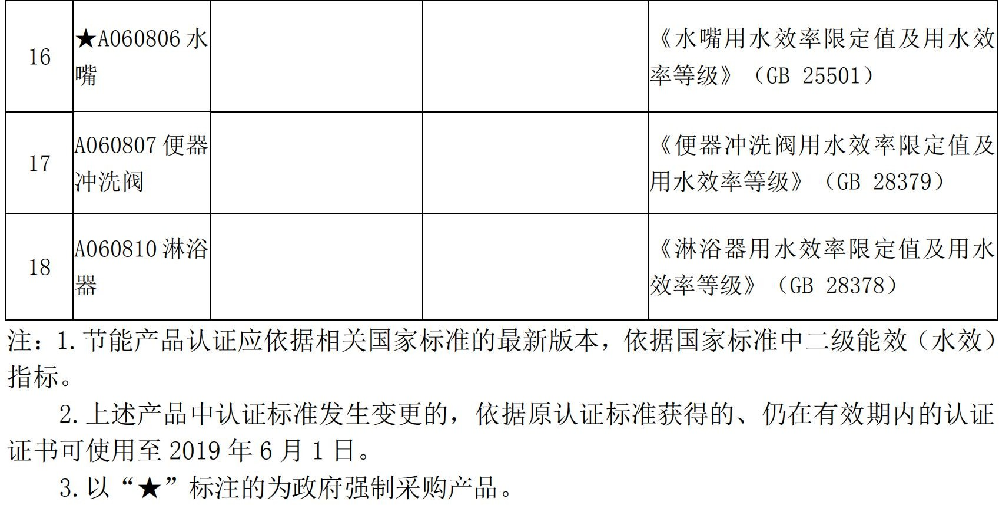 16
★A060806 水
嘴
《水嘴用水效率限定值及用水效
率等级》（GB 25501）
17
A060807 便器
冲洗阀
《便器冲洗阀用水效率限定值及
用水效率等级》（GB 28379）
18
A060810 淋浴
器
《淋浴器用水效率限定值及用水
效率等级》（GB 28378）
注：1.节能产品认证应依据相关国家标准的最新版本，依据国家标准中二级能效（水效）
指标。
2.上述产品中认证标准发生变更的，依据原认证标准获得的、仍在有效期内的认证
证书可使用至 2019 年 6 月 1 日。
3.以“★”标注的为政府强制采购产品。